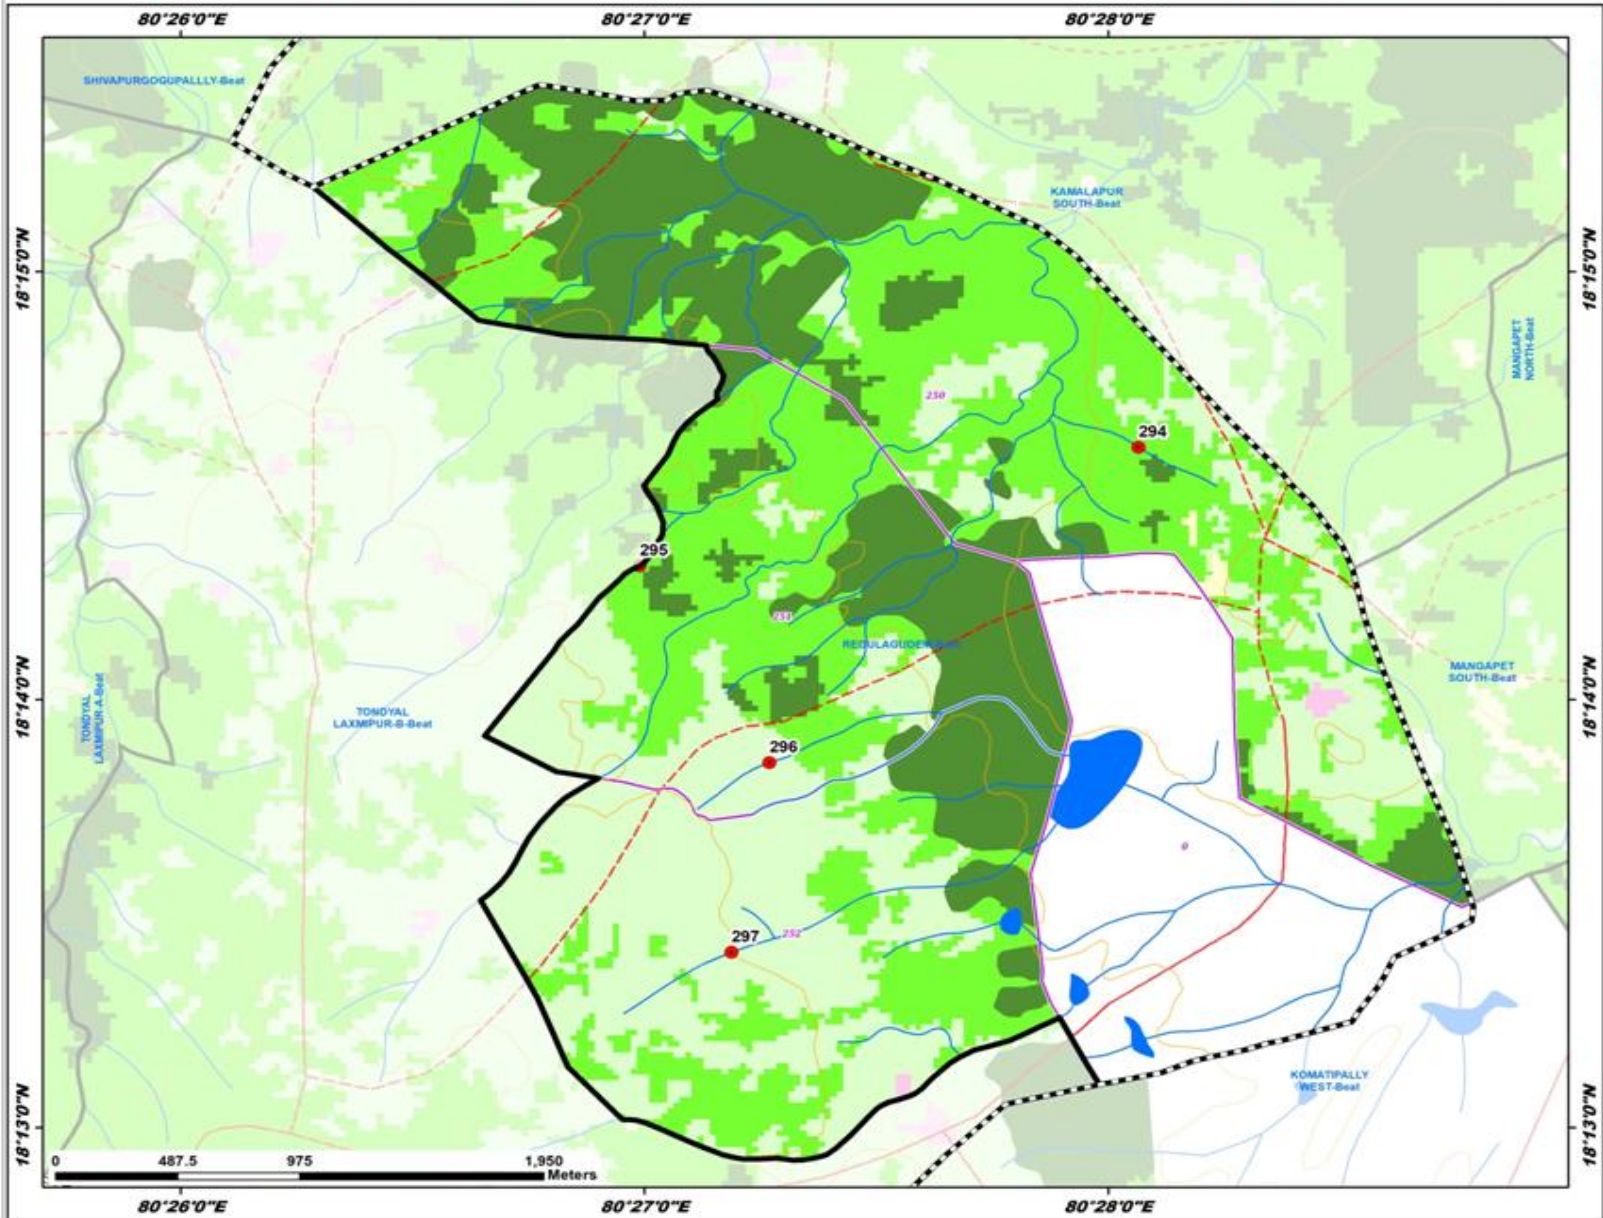 80°26'0"E
80°27'0"E
80°28'0"E
SHIVAPURGOGUPALLLY-Beat
KAMALAPUR
SOUTH-Beat
18°15'0"N
18°15'0"N
MANGAPET
NORTH-Beat
250
294
295
251
MANGAPET
SOUTH-Beat
18°14'0"N
18°14'0"N
TONDYAL
LAXMIPUR-A-Beat
TONDYAL
LAXMIPUR-B-Beat
296
0
297
252
KOMATIPALLY
WEST-Beat
18°13'0"N
18°13'0"N
0
487.5
975
1,950
Meters
80°26'0"E
80°27'0"E
80°28'0"E